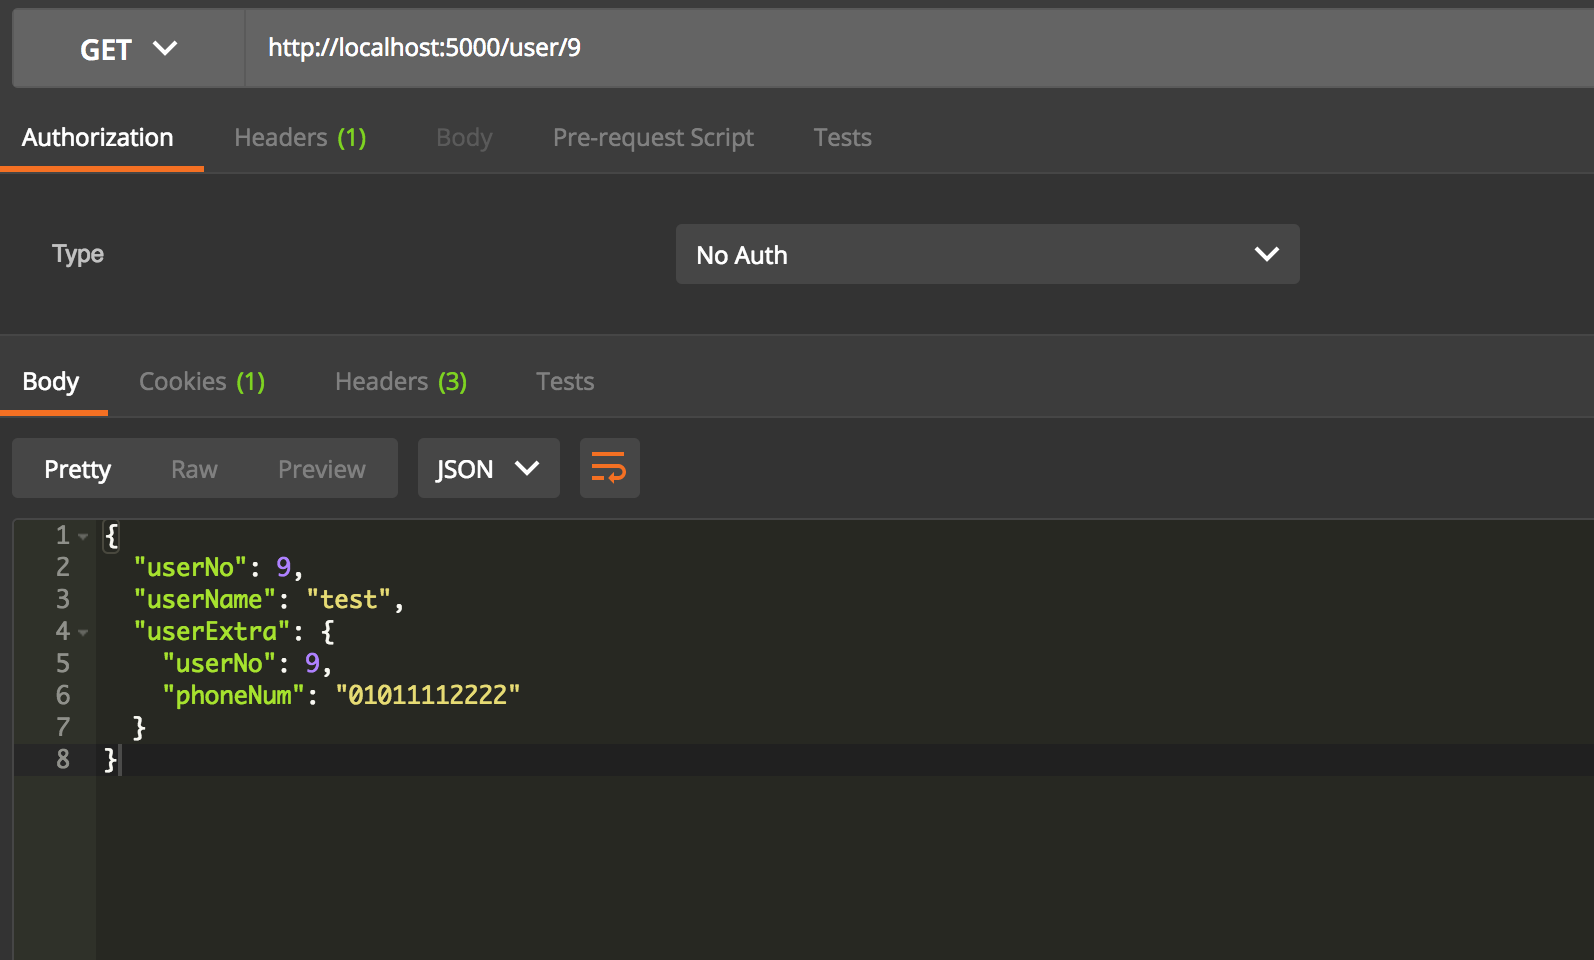 GET http://localhost:5000/user/9
Authorization Headers (1) Body Pre-request Script Tests
Type No Auth
Body Cookies (1) Headers (3) Tests
Pretty Raw Preview JSON
1 {
2 "userNo": 9,
3 "userName": "test",
4 "userExtra": {
5 "userNo": 9,
6 "phoneNum": "01011112222"
7 }
8 }